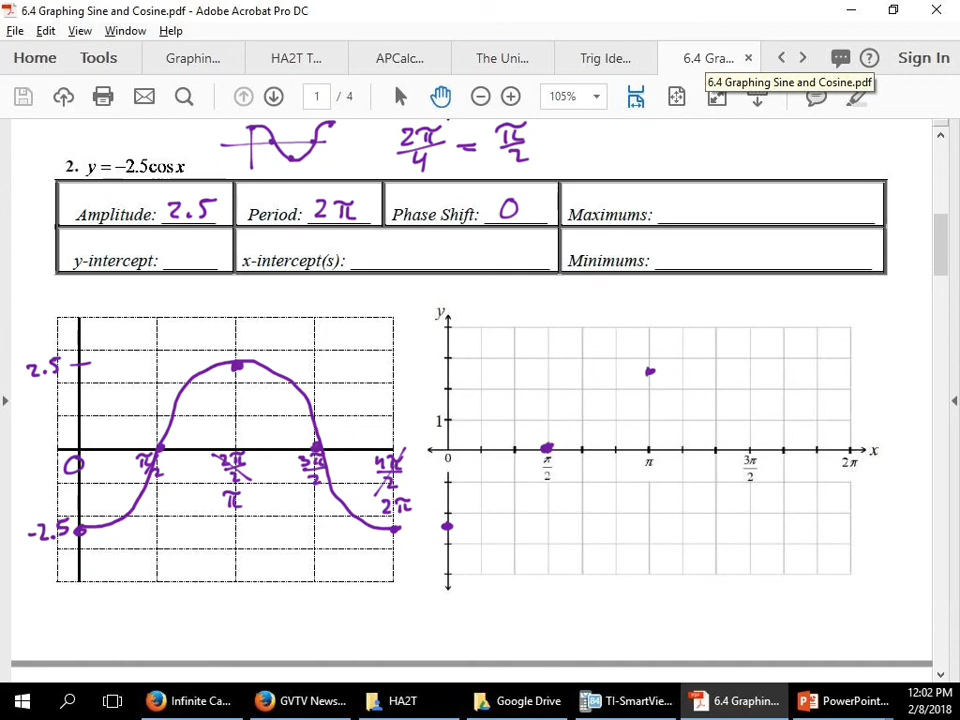 6.4 Graphing Sine and Cosine.pdf - Adobe Acrobat Pro DC
File Edit View Window Help
Home Tools Graphin... HA2T T... APCalc... The Uni... Trig Ide... 6.4 Gra... × Sign In
6.4 Graphing Sine and Cosine.pdf
1 / 4 105%
2π/4 = π/2
2. y = −2.5cos x
Amplitude: 2.5 Period: 2π Phase Shift: 0 Maximums:
y-intercept: x-intercept(s): Minimums:
y
2.5
1
0 π/2 2π/2 3π/2 4π/2
0 π/2 π 3π/2 2π x
π 2π
-2.5
Infinite Ca... GVTV News... HA2T Google Drive TI-SmartVie... 6.4 Graphin... PowerPoint...
12:02 PM
2/8/2018